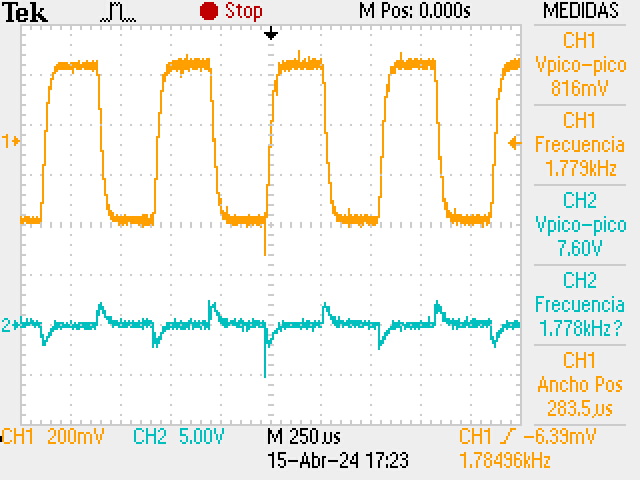 Tek Stop M Pos: 0.000s MEDIDAS
CH1
Vpico-pico
816mV
CH1
Frecuencia
1.779kHz
CH2
Vpico-pico
7.60V
CH2
Frecuencia
1.778kHz?
CH1
Ancho Pos
283.5µs
1
2
CH1 200mV CH2 5.00V M 250µs CH1 -6.39mV
15-Abr-24 17:23 1.78496kHz